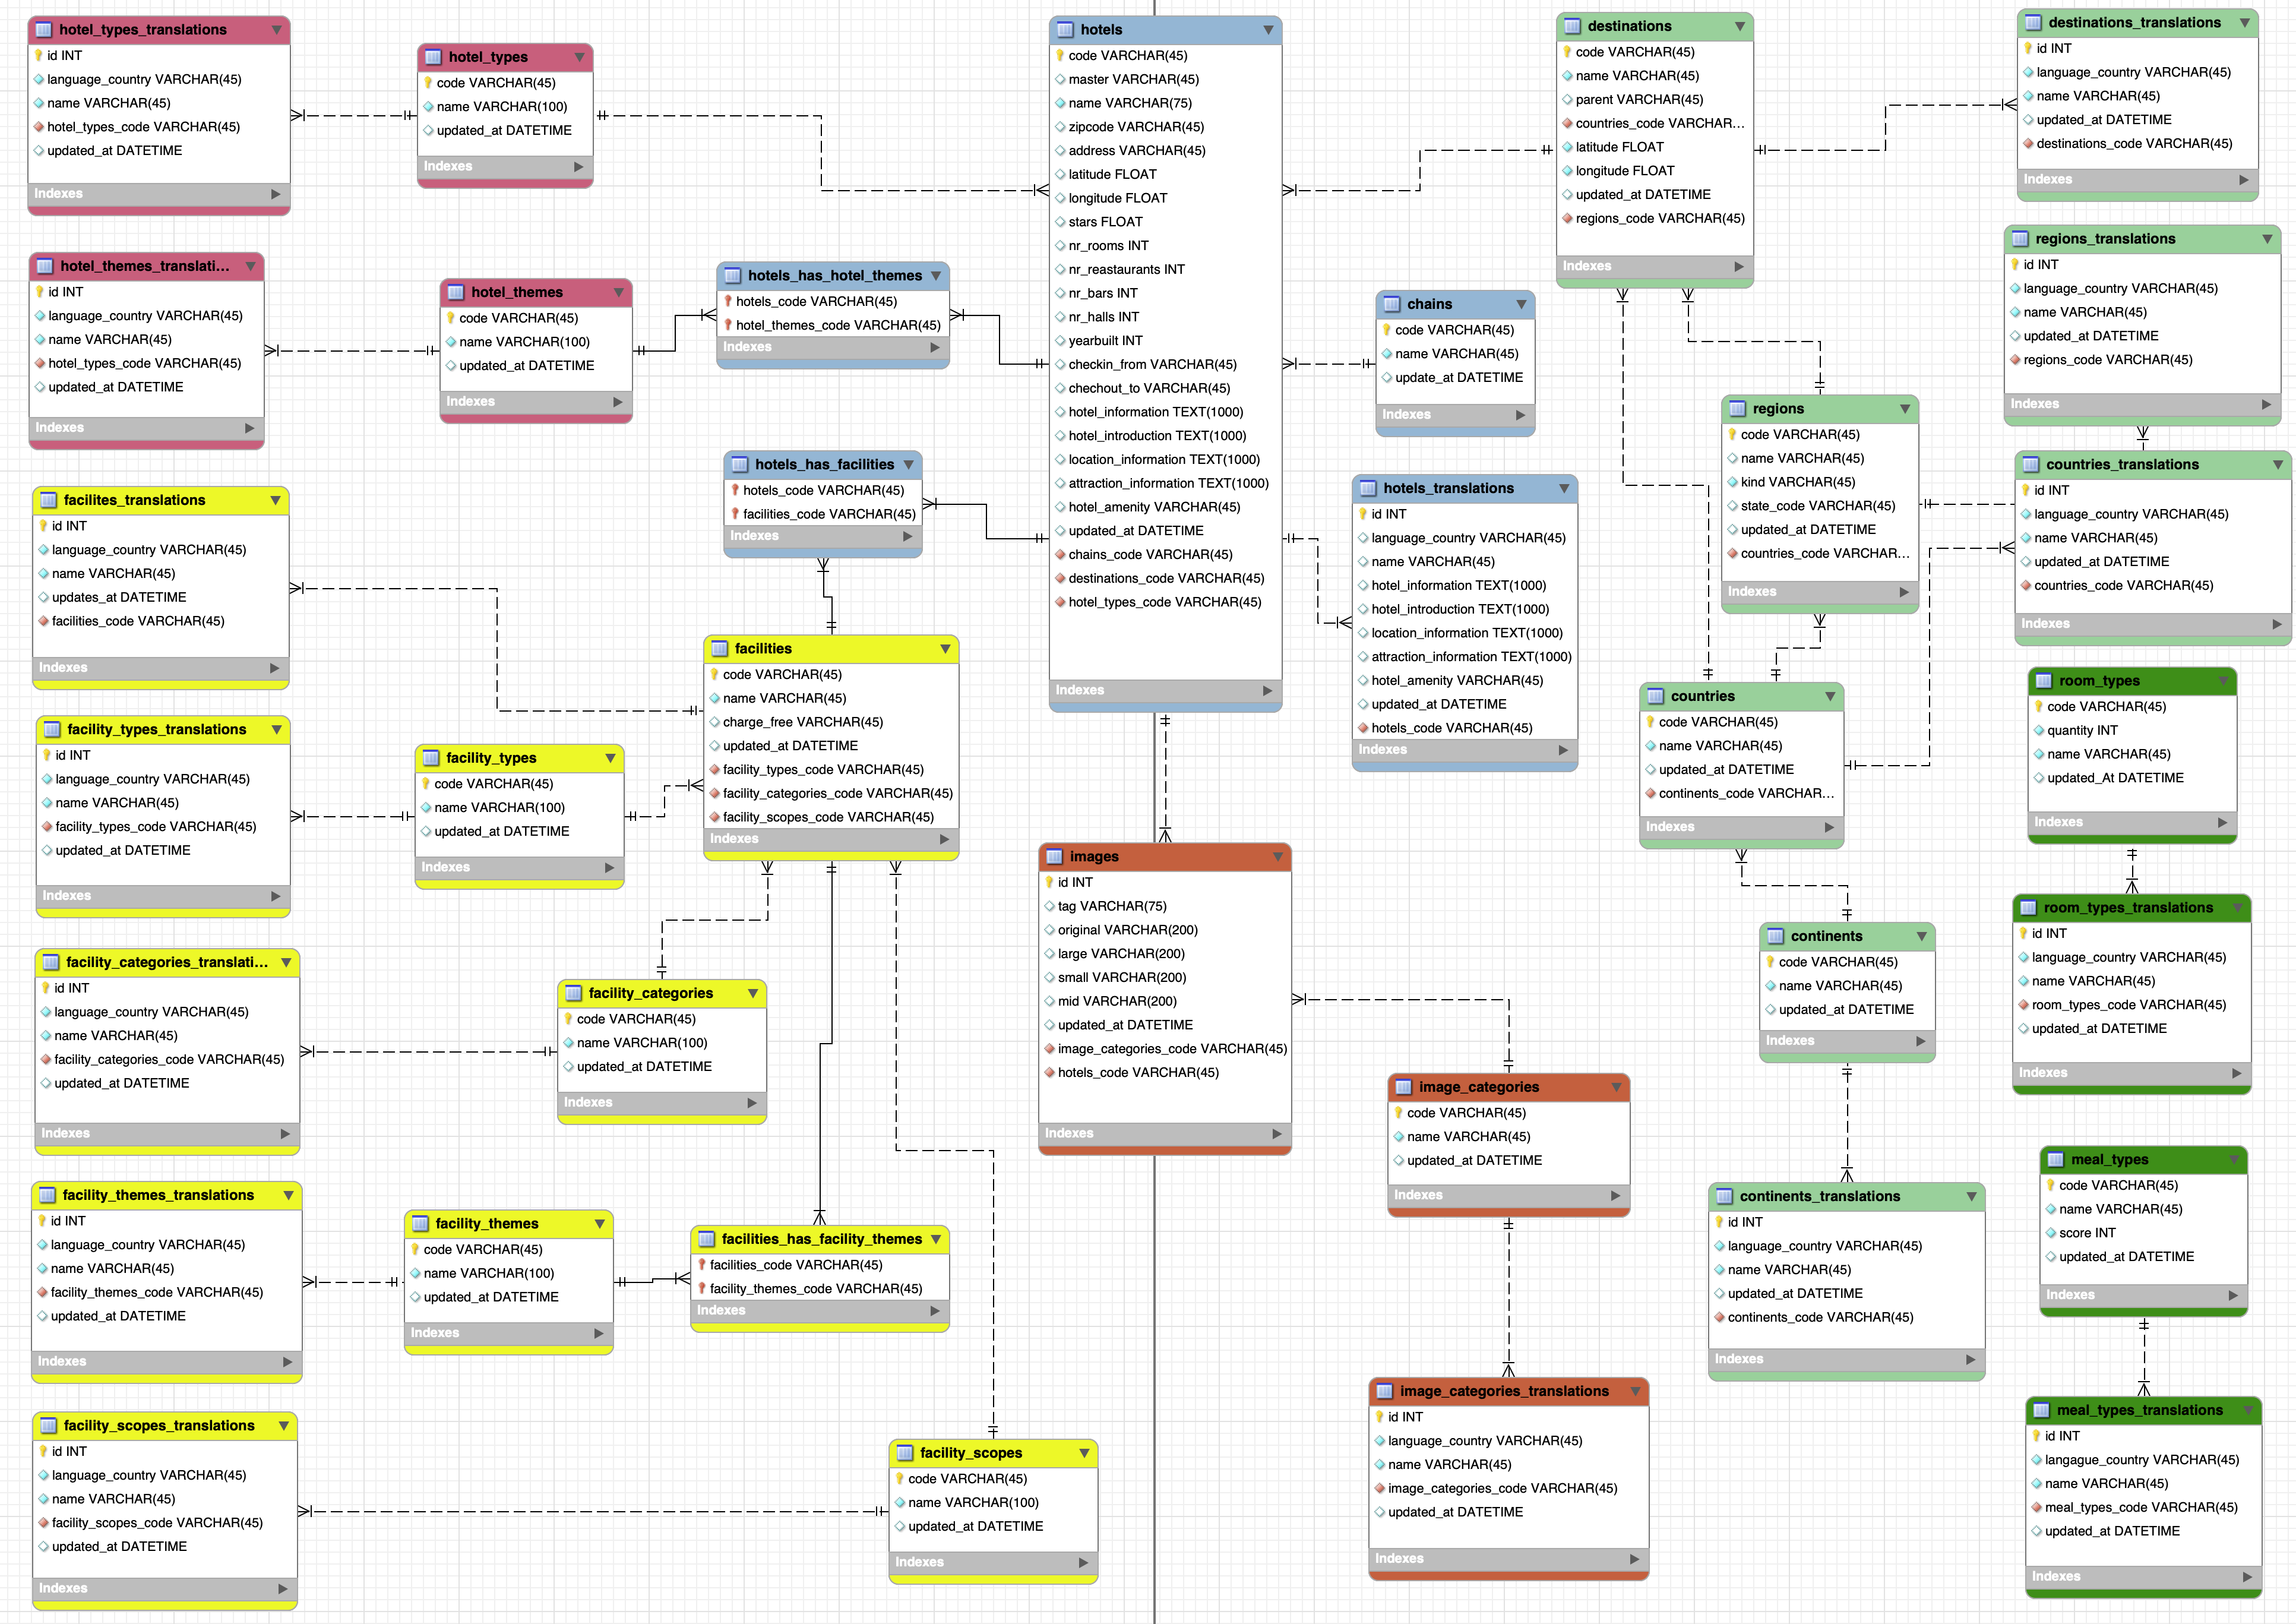 hotel_types_translations
id INT
language_country VARCHAR(45)
name VARCHAR(45)
hotel_types_code VARCHAR(45)
updated_at DATETIME
Indexes
hotel_types
code VARCHAR(45)
name VARCHAR(100)
updated_at DATETIME
Indexes
hotel_themes_translati...
id INT
language_country VARCHAR(45)
name VARCHAR(45)
hotel_types_code VARCHAR(45)
updated_at DATETIME
Indexes
hotel_themes
code VARCHAR(45)
name VARCHAR(100)
updated_at DATETIME
Indexes
hotels_has_hotel_themes
hotels_code VARCHAR(45)
hotel_themes_code VARCHAR(45)
Indexes
hotels_has_facilities
hotels_code VARCHAR(45)
facilities_code VARCHAR(45)
Indexes
hotels
code VARCHAR(45)
master VARCHAR(45)
name VARCHAR(75)
zipcode VARCHAR(45)
address VARCHAR(45)
latitude FLOAT
longitude FLOAT
stars FLOAT
nr_rooms INT
nr_reastaurants INT
nr_bars INT
nr_halls INT
yearbuilt INT
checkin_from VARCHAR(45)
chechout_to VARCHAR(45)
hotel_information TEXT(1000)
hotel_introduction TEXT(1000)
location_information TEXT(1000)
attraction_information TEXT(1000)
hotel_amenity VARCHAR(45)
updated_at DATETIME
chains_code VARCHAR(45)
destinations_code VARCHAR(45)
hotel_types_code VARCHAR(45)
Indexes
chains
code VARCHAR(45)
name VARCHAR(45)
update_at DATETIME
Indexes
hotels_translations
id INT
language_country VARCHAR(45)
name VARCHAR(45)
hotel_information TEXT(1000)
hotel_introduction TEXT(1000)
location_information TEXT(1000)
attraction_information TEXT(1000)
hotel_amenity VARCHAR(45)
updated_at DATETIME
hotels_code VARCHAR(45)
Indexes
destinations
code VARCHAR(45)
name VARCHAR(45)
parent VARCHAR(45)
countries_code VARCHAR...
latitude FLOAT
longitude FLOAT
updated_at DATETIME
regions_code VARCHAR(45)
Indexes
destinations_translations
id INT
language_country VARCHAR(45)
name VARCHAR(45)
updated_at DATETIME
destinations_code VARCHAR(45)
Indexes
regions_translations
id INT
language_country VARCHAR(45)
name VARCHAR(45)
updated_at DATETIME
regions_code VARCHAR(45)
Indexes
regions
code VARCHAR(45)
name VARCHAR(45)
kind VARCHAR(45)
state_code VARCHAR(45)
updated_at DATETIME
countries_code VARCHAR...
Indexes
countries_translations
id INT
language_country VARCHAR(45)
name VARCHAR(45)
updated_at DATETIME
countries_code VARCHAR(45)
Indexes
countries
code VARCHAR(45)
name VARCHAR(45)
updated_at DATETIME
continents_code VARCHAR...
Indexes
room_types
code VARCHAR(45)
quantity INT
name VARCHAR(45)
updated_At DATETIME
Indexes
room_types_translations
id INT
language_country VARCHAR(45)
name VARCHAR(45)
room_types_code VARCHAR(45)
updated_at DATETIME
Indexes
continents
code VARCHAR(45)
name VARCHAR(45)
updated_at DATETIME
Indexes
continents_translations
id INT
language_country VARCHAR(45)
name VARCHAR(45)
updated_at DATETIME
continents_code VARCHAR(45)
Indexes
meal_types
code VARCHAR(45)
name VARCHAR(45)
score INT
updated_at DATETIME
Indexes
meal_types_translations
id INT
langague_country VARCHAR(45)
name VARCHAR(45)
meal_types_code VARCHAR(45)
updated_at DATETIME
Indexes
facilites_translations
id INT
language_country VARCHAR(45)
name VARCHAR(45)
updates_at DATETIME
facilities_code VARCHAR(45)
Indexes
facilities
code VARCHAR(45)
name VARCHAR(45)
charge_free VARCHAR(45)
updated_at DATETIME
facility_types_code VARCHAR(45)
facility_categories_code VARCHAR(45)
facility_scopes_code VARCHAR(45)
Indexes
facility_types_translations
id INT
language_country VARCHAR(45)
name VARCHAR(45)
facility_types_code VARCHAR(45)
updated_at DATETIME
Indexes
facility_types
code VARCHAR(45)
name VARCHAR(100)
updated_at DATETIME
Indexes
facility_categories_translati...
id INT
language_country VARCHAR(45)
name VARCHAR(45)
facility_categories_code VARCHAR(45)
updated_at DATETIME
Indexes
facility_categories
code VARCHAR(45)
name VARCHAR(100)
updated_at DATETIME
Indexes
images
id INT
tag VARCHAR(75)
original VARCHAR(200)
large VARCHAR(200)
small VARCHAR(200)
mid VARCHAR(200)
updated_at DATETIME
image_categories_code VARCHAR(45)
hotels_code VARCHAR(45)
Indexes
image_categories
code VARCHAR(45)
name VARCHAR(45)
updated_at DATETIME
Indexes
image_categories_translations
id INT
language_country VARCHAR(45)
name VARCHAR(45)
image_categories_code VARCHAR(45)
updated_at DATETIME
Indexes
facility_themes_translations
id INT
language_country VARCHAR(45)
name VARCHAR(45)
facility_themes_code VARCHAR(45)
updated_at DATETIME
Indexes
facility_themes
code VARCHAR(45)
name VARCHAR(100)
updated_at DATETIME
Indexes
facilities_has_facility_themes
facilities_code VARCHAR(45)
facility_themes_code VARCHAR(45)
Indexes
facility_scopes_translations
id INT
language_country VARCHAR(45)
name VARCHAR(45)
facility_scopes_code VARCHAR(45)
updated_at DATETIME
Indexes
facility_scopes
code VARCHAR(45)
name VARCHAR(100)
updated_at DATETIME
Indexes